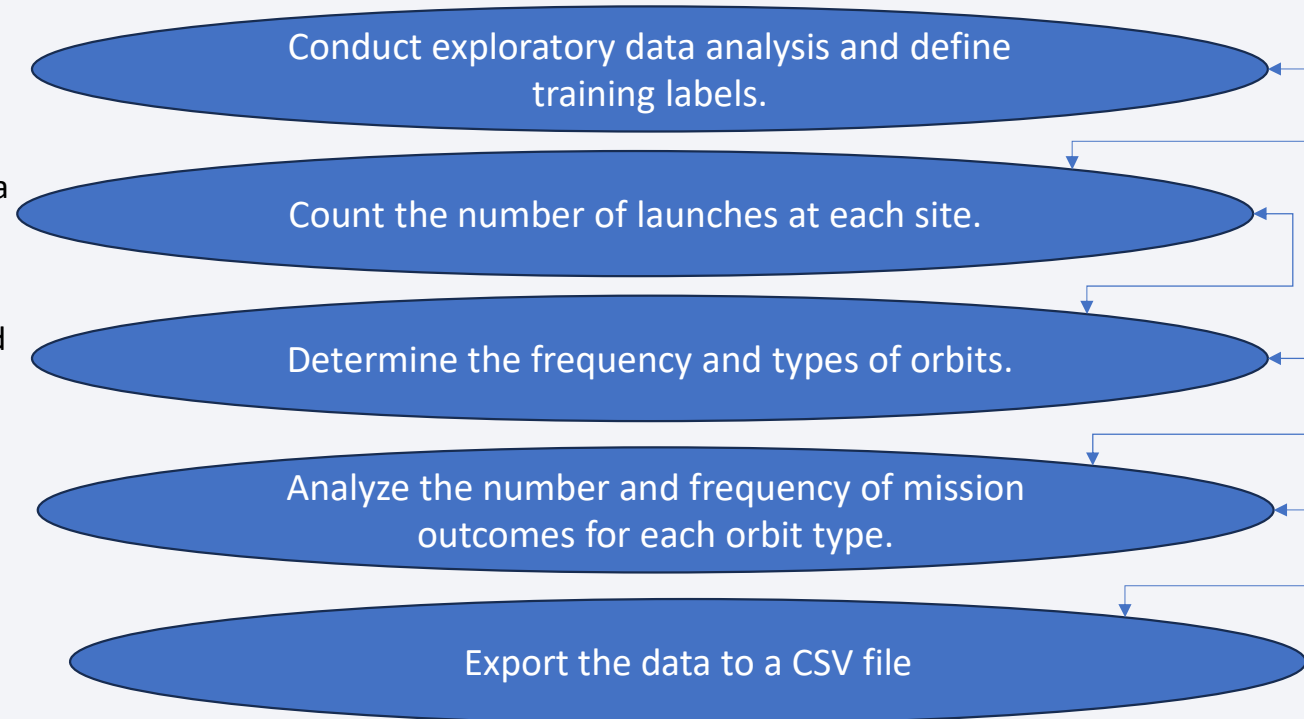 Conduct exploratory data analysis and define
training labels.
a
Count the number of launches at each site.
Determine the frequency and types of orbits.
Analyze the number and frequency of mission
outcomes for each orbit type.
Export the data to a CSV file